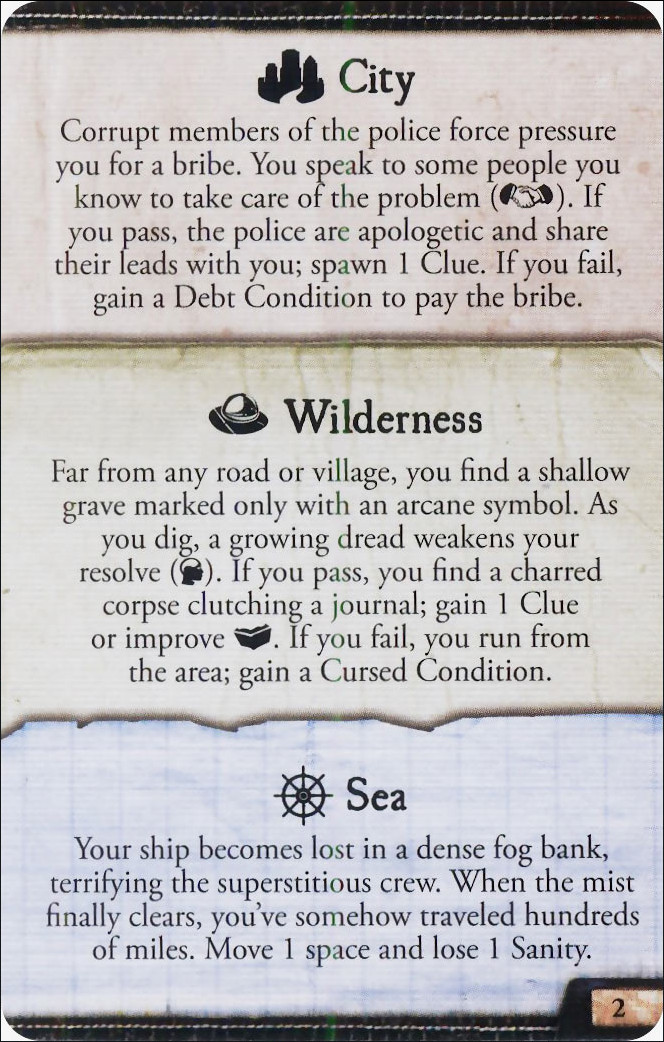 City
Corrupt members of the police force pressure
you for a bribe. You speak to some people you
know to take care of the problem (). If
you pass, the police are apologetic and share
their leads with you; spawn 1 Clue. If you fail,
gain a Debt Condition to pay the bribe.
Wilderness
Far from any road or village, you find a shallow
grave marked only with an arcane symbol. As
you dig, a growing dread weakens your
resolve (). If you pass, you find a charred
corpse clutching a journal; gain 1 Clue
or improve . If you fail, you run from
the area; gain a Cursed Condition.
Sea
Your ship becomes lost in a dense fog bank,
terrifying the superstitious crew. When the mist
finally clears, you've somehow traveled hundreds
of miles. Move 1 space and lose 1 Sanity.
2